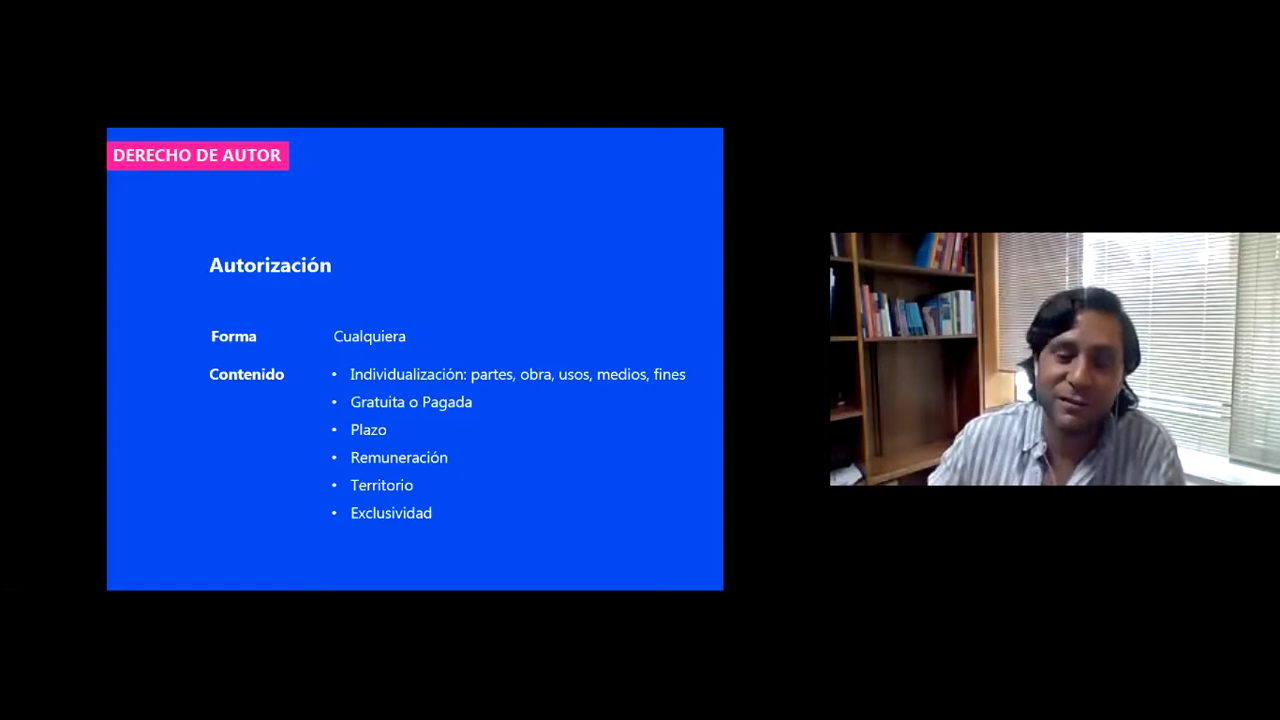 DERECHO DE AUTOR
Autorización
Forma Cualquiera
Contenido • Individualización: partes, obra, usos, medios, fines
• Gratuita o Pagada
• Plazo
• Remuneración
• Territorio
• Exclusividad